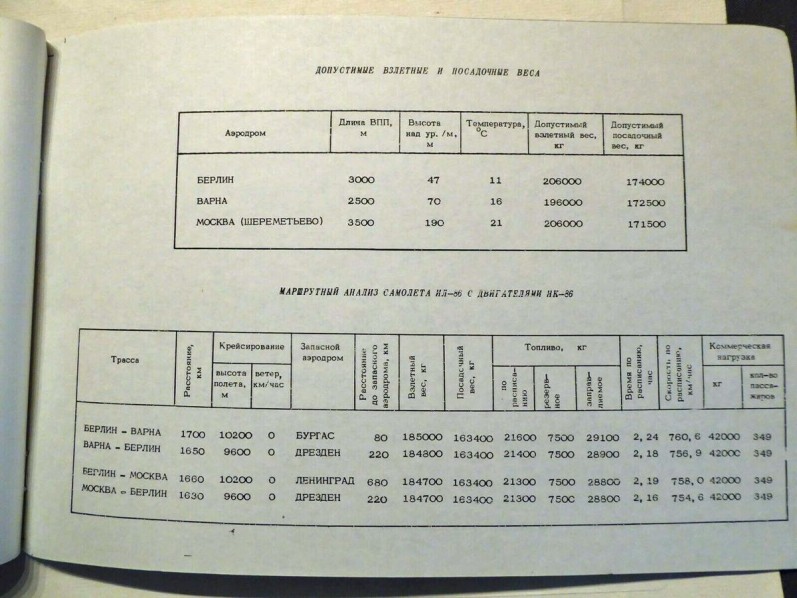 ДОПУСТИМЫЕ ВЗЛЕТНЫЕ И ПОСАДОЧНЫЕ ВЕСА
Аэродром | Длина ВПП, м | Высота над ур. /м, м | Температура, °С | Допустимый взлетный вес, кг | Допустимый посадочный вес, кг
БЕРЛИН 3000 47 11 206000 174000
ВАРНА 2500 70 16 196000 172500
МОСКВА (ШЕРЕМЕТЬЕВО) 3500 190 21 206000 171500
МАРШРУТНЫЙ АНАЛИЗ САМОЛЕТА ИЛ-86 С ДВИГАТЕЛЯМИ НК-86
Трасса | Расстояние, км | Крейсирование | высота полета, м | ветер, км/час | Запасной аэродром | Расстояние до запасного аэродрома, км | Взлетный вес, кг | Посадочный вес, кг | Топливо, кг | по расписанию | резервное | заправляемое | Время по расписанию, час | Скорость по расписанию, км/час | Коммерческая нагрузка | кг | кол-во пассажиров
БЕРЛИН - ВАРНА 1700 10200 0 БУРГАС 80 185000 163400 21600 7500 29100 2, 24 760, 6 42000 349
ВАРНА - БЕРЛИН 1650 9600 0 ДРЕЗДЕН 220 184800 163400 21400 7500 28900 2, 18 756, 9 42000 349
БЕРЛИН - МОСКВА 1660 10200 0 ЛЕНИНГРАД 680 184700 163400 21300 7500 28800 2, 19 758, 0 42000 349
МОСКВА - БЕРЛИН 1630 9600 0 ДРЕЗДЕН 220 184700 163400 21300 7500 28800 2, 16 754, 6 42000 349